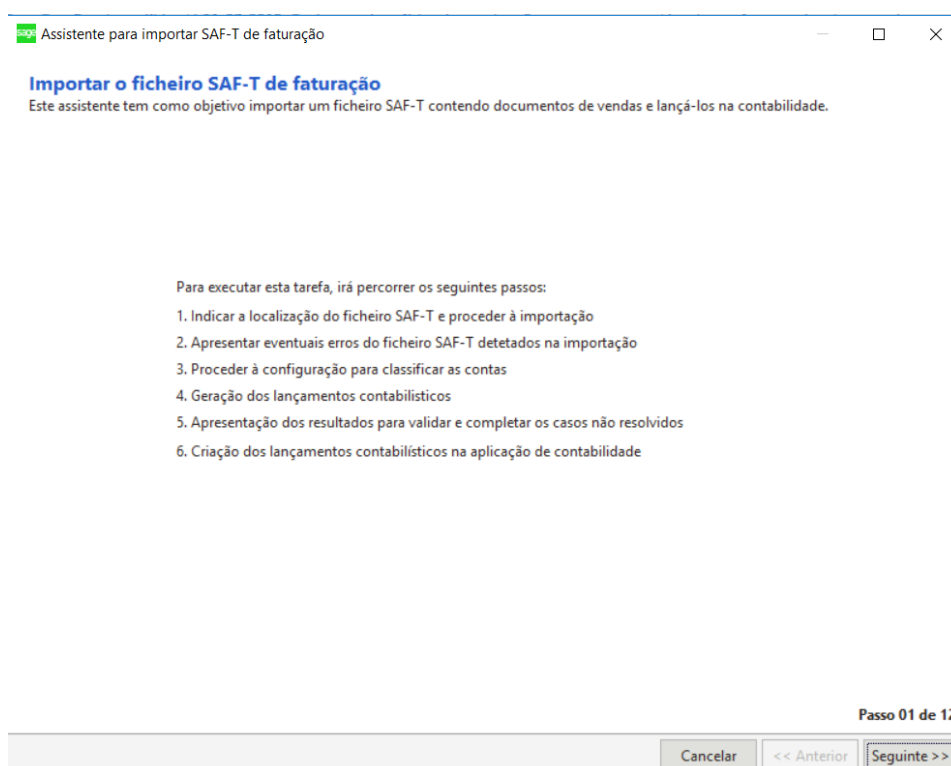 sage Assistente para importar SAF-T de faturação
Importar o ficheiro SAF-T de faturação
Este assistente tem como objetivo importar um ficheiro SAF-T contendo documentos de vendas e lançá-los na contabilidade.
Para executar esta tarefa, irá percorrer os seguintes passos:
1. Indicar a localização do ficheiro SAF-T e proceder à importação
2. Apresentar eventuais erros do ficheiro SAF-T detetados na importação
3. Proceder à configuração para classificar as contas
4. Geração dos lançamentos contabilisticos
5. Apresentação dos resultados para validar e completar os casos não resolvidos
6. Criação dos lançamentos contabilísticos na aplicação de contabilidade
Passo 01 de 12
Cancelar << Anterior Seguinte >>